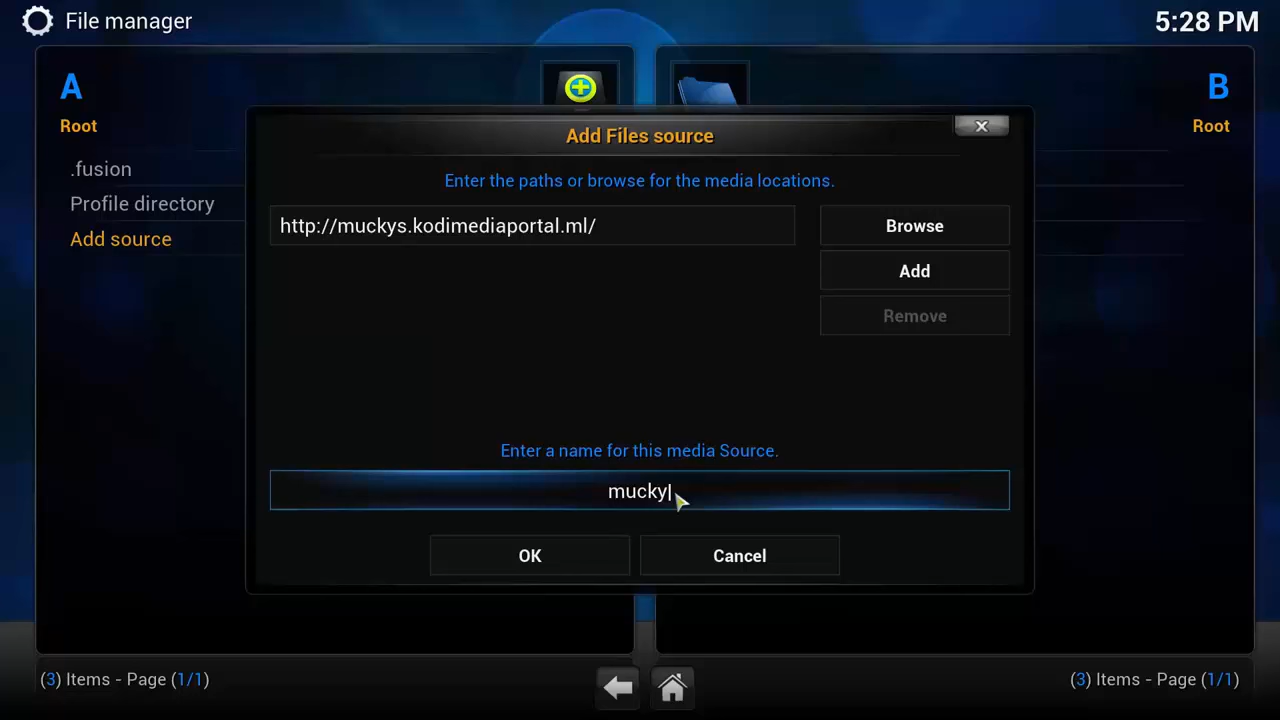 File manager
5:28 PM
A
B
Root
Root
.fusion
Profile directory
Add source
Add Files source
Enter the paths or browse for the media locations.
http://muckys.kodimediaportal.ml/
Browse
Add
Remove
Enter a name for this media Source.
mucky
OK
Cancel
(3) Items - Page (1/1)
(3) Items - Page (1/1)